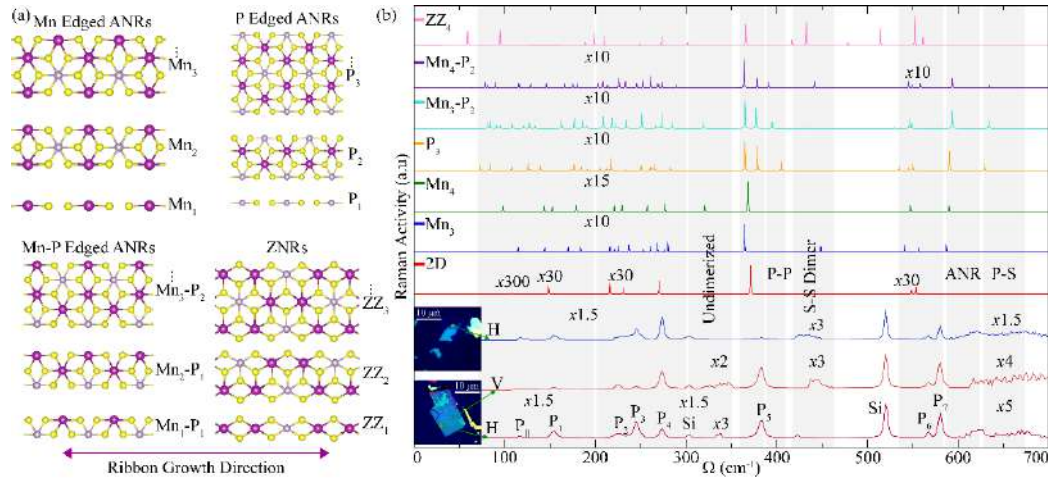 (a)
Mn Edged ANRs
P Edged ANRs
Mn3
P3
Mn2
P2
Mn1
P1
Mn-P Edged ANRs
ZNRs
Mn3-P2
ZZ3
Mn2-P1
ZZ2
Mn1-P1
ZZ1
Ribbon Growth Direction
(b)
Raman Activity (a.u)
ZZ4
Mn4-P2
x10
x10
Mn3-P2
x10
P3
x10
Mn4
x15
Mn3
x10
2D
x300
x30
x30
Undimerized
P-P
S-S Dimer
x30
ANR
P-S
10 μm
H
x1.5
x3
x1.5
10 μm
V
x2
x3
x4
H
x1.5
x1.5
x3
x5
P0
P1
P2
P3
P4
Si
P5
Si
P6
P7
0 100 200 300 400 500 600 700
Ω (cm-1)